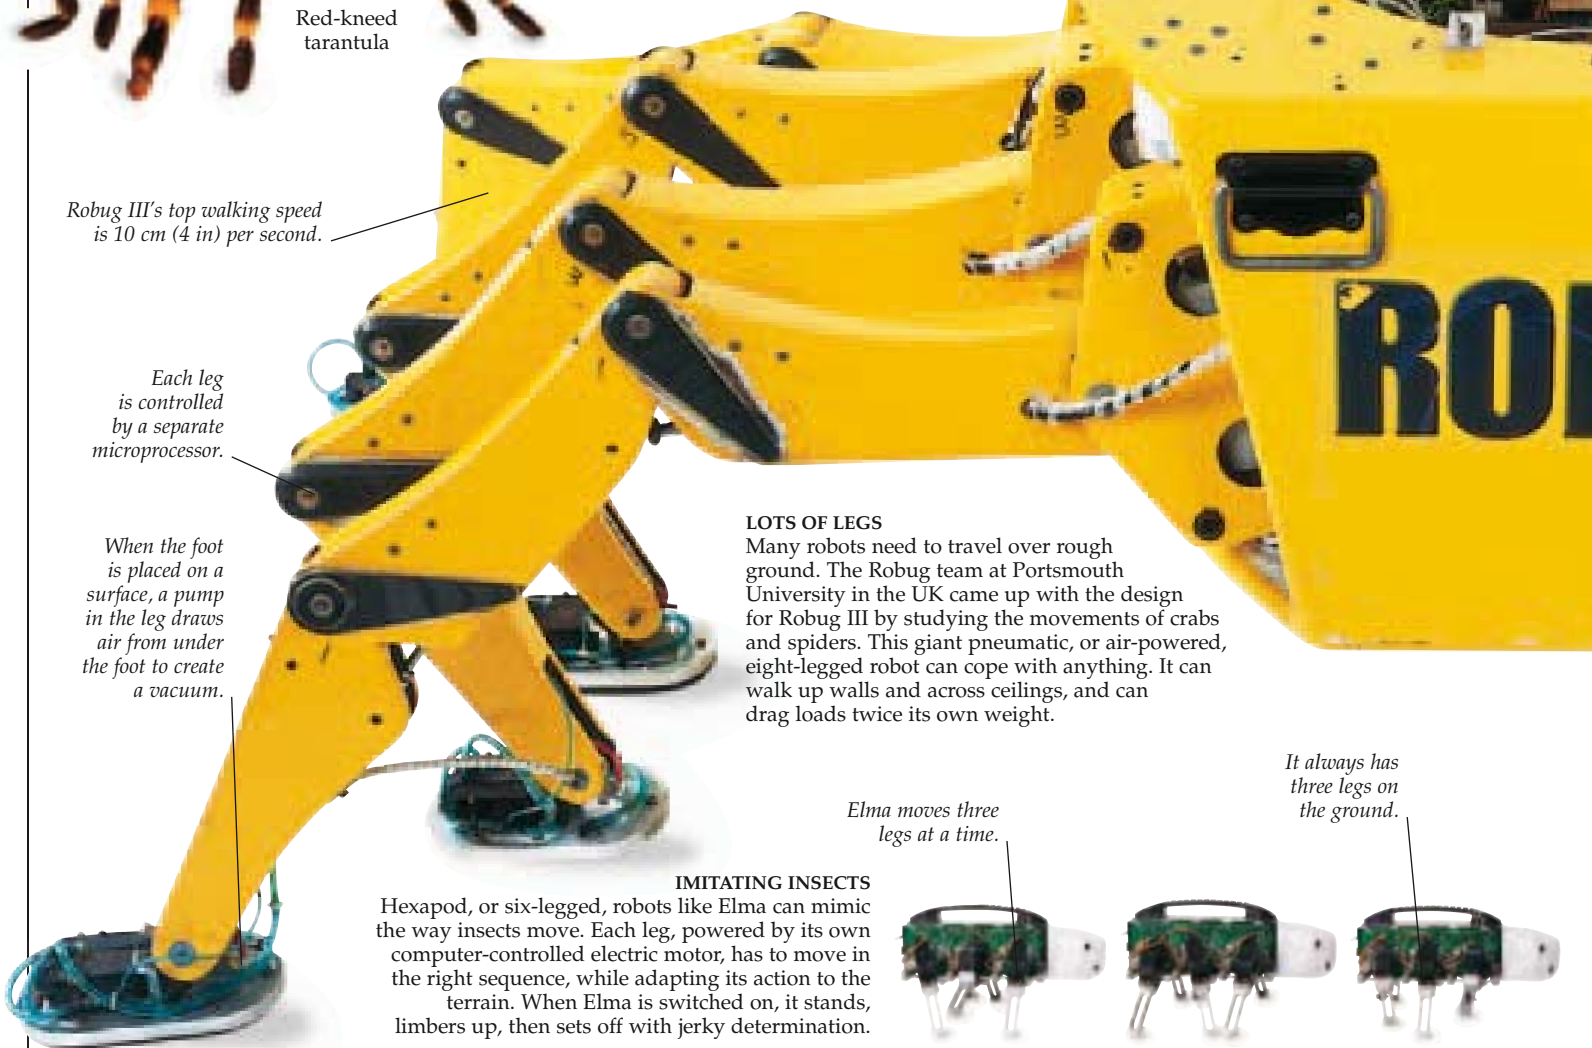 Red-kneed
tarantula
Robug III's top walking speed
is 10 cm (4 in) per second.
Each leg
is controlled
by a separate
microprocessor.
When the foot
is placed on a
surface, a pump
in the leg draws
air from under
the foot to create
a vacuum.
ROB
LOTS OF LEGS
Many robots need to travel over rough
ground. The Robug team at Portsmouth
University in the UK came up with the design
for Robug III by studying the movements of crabs
and spiders. This giant pneumatic, or air-powered,
eight-legged robot can cope with anything. It can
walk up walls and across ceilings, and can
drag loads twice its own weight.
It always has
three legs on
the ground.
Elma moves three
legs at a time.
IMITATING INSECTS
Hexapod, or six-legged, robots like Elma can mimic
the way insects move. Each leg, powered by its own
computer-controlled electric motor, has to move in
the right sequence, while adapting its action to the
terrain. When Elma is switched on, it stands,
limbers up, then sets off with jerky determination.